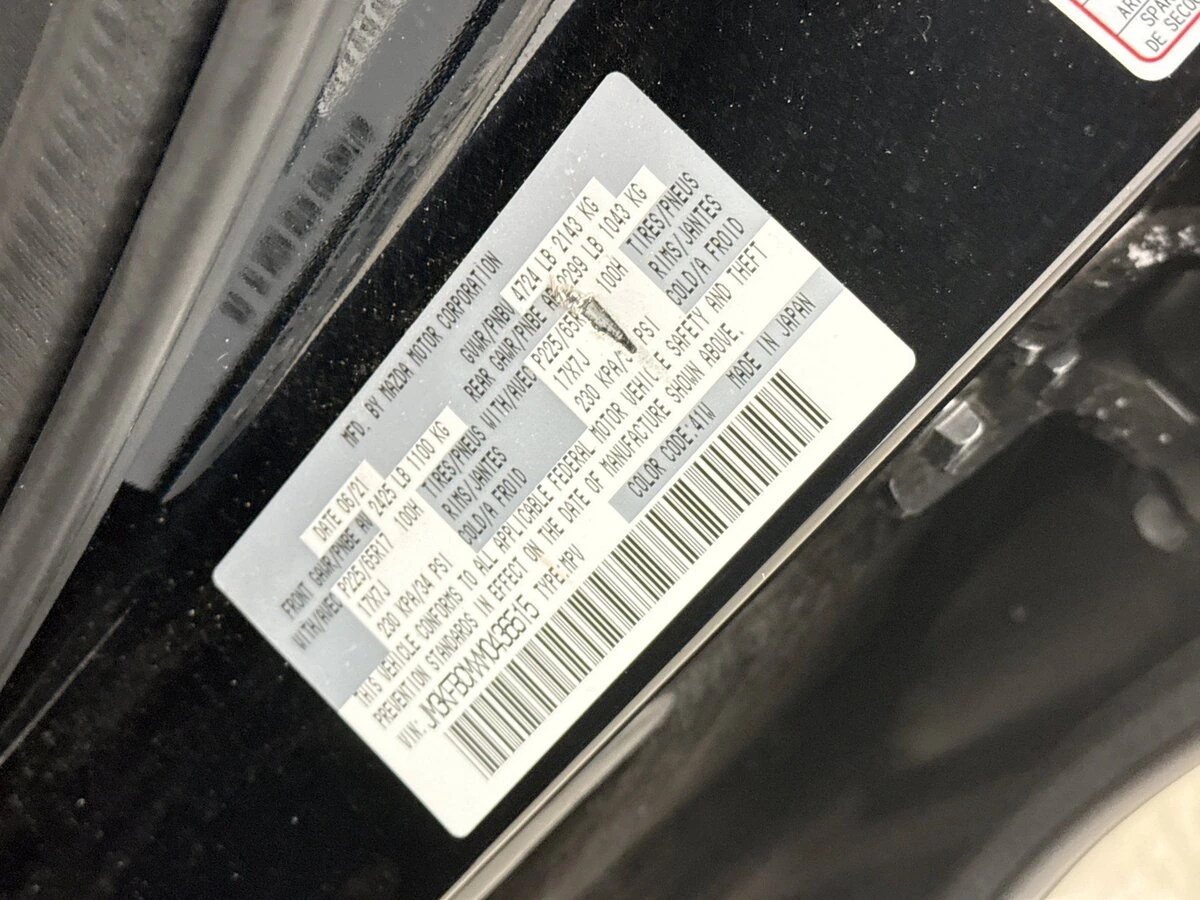 MFD. BY MAZDA MOTOR CORPORATION
DATE 06/21 GVWR/PNBV 4724 LB 2143 KG
FRONT GAWR/PNBE AV 2425 LB 1100 KG REAR GAWR/PNBE AR 2299 LB 1043 KG
WITH/AVEC P225/65R17 100H TIRES/PNEUS WITH/AVEC P225/65R 100H TIRES/PNEUS
17X7J RIMS/JANTES 17X7J RIMS/JANTES
230 KPA/34 PSI COLD/A FROID 230 KPA/ PSI COLD/A FROID
THIS VEHICLE CONFORMS TO ALL APPLICABLE FEDERAL MOTOR VEHICLE SAFETY AND THEFT
PREVENTION STANDARDS IN EFFECT ON THE DATE OF MANUFACTURE SHOWN ABOVE.
VIN: JM3KFBCMXM0436515 TYPE:MPV COLOR CODE:41W MADE IN JAPAN
DE SECO